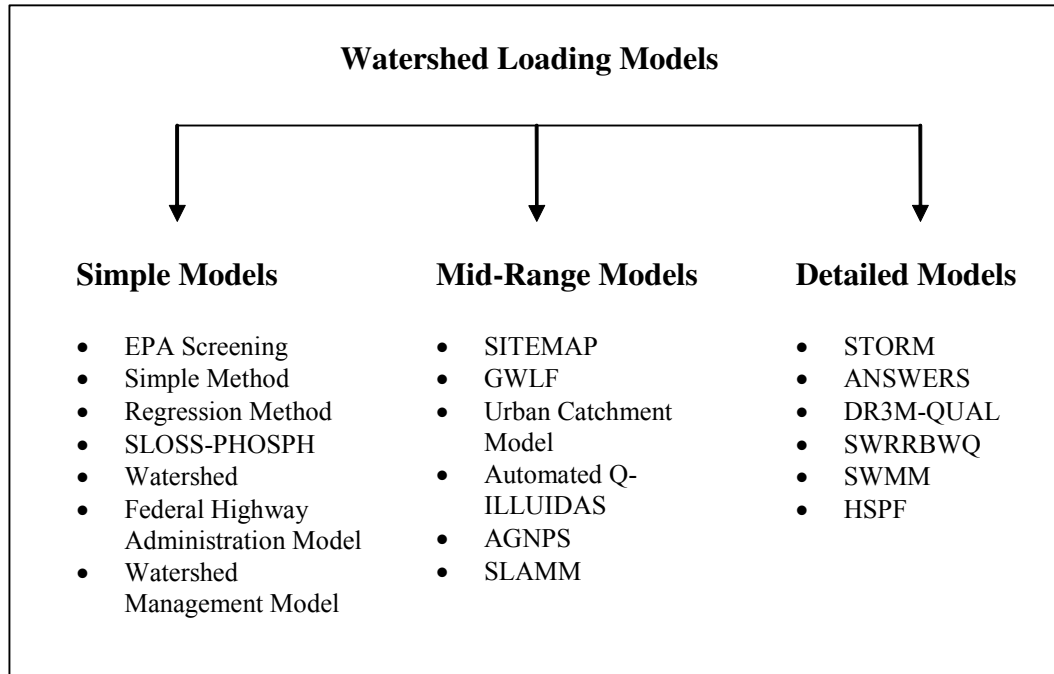 Watershed Loading Models
Simple Models
• EPA Screening
• Simple Method
• Regression Method
• SLOSS-PHOSPH
• Watershed
• Federal Highway
Administration Model
• Watershed
Management Model
Mid-Range Models
• SITEMAP
• GWLF
• Urban Catchment
Model
• Automated Q-
ILLUIDAS
• AGNPS
• SLAMM
Detailed Models
• STORM
• ANSWERS
• DR3M-QUAL
• SWRRBWQ
• SWMM
• HSPF